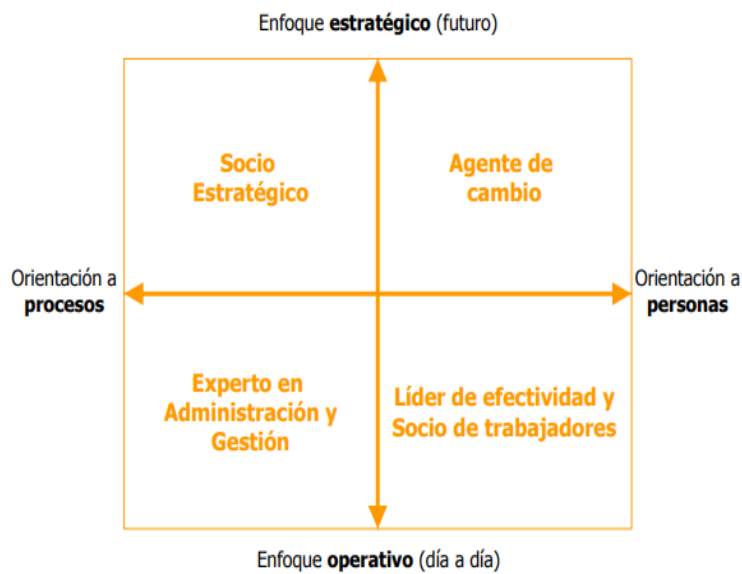 Enfoque estratégico (futuro)
Socio
Estratégico
Agente de
cambio
Orientación a
procesos
Orientación a
personas
Experto en
Administración y
Gestión
Líder de efectividad y
Socio de trabajadores
Enfoque operativo (día a día)